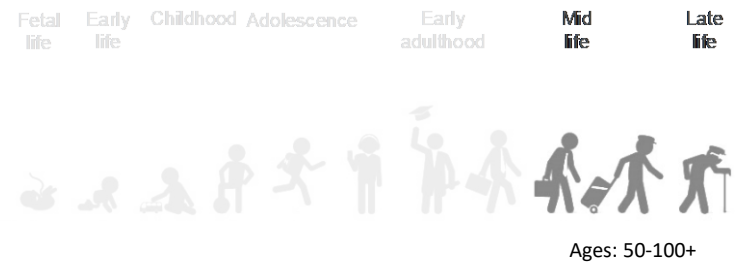 Fetal life
Early life
Childhood
Adolescence
Early adulthood
Mid life
Late life
Ages: 50-100+